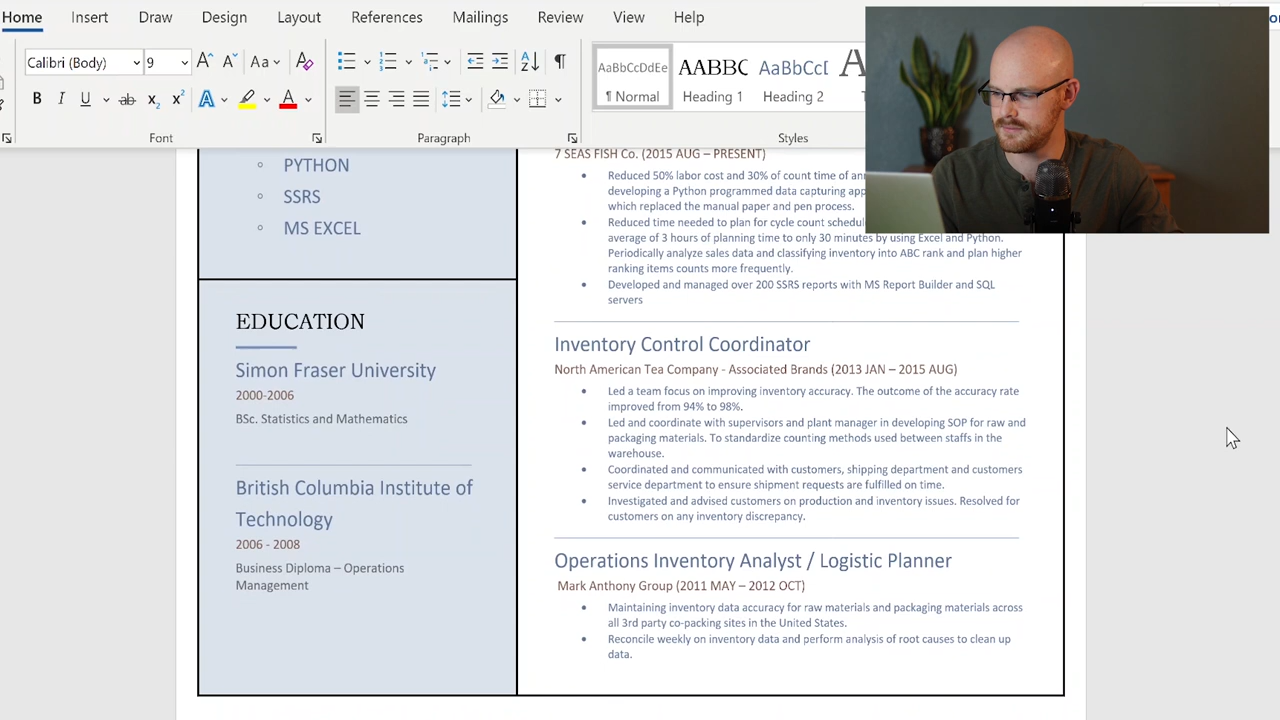 Home Insert Draw Design Layout References Mailings Review View Help
Calibri (Body) 9 Aa
AaBbCcDdEe AABBC AaBbCcD
B I U ab x₂ x² A A
¶ Normal Heading 1 Heading 2
Font Paragraph Styles
PYTHON
SSRS
MS EXCEL
EDUCATION
Simon Fraser University
2000-2006
BSc. Statistics and Mathematics
British Columbia Institute of
Technology
2006 - 2008
Business Diploma – Operations
Management
7 SEAS FISH Co. (2015 AUG – PRESENT)
Reduced 50% labor cost and 30% of count time of
developing a Python programmed data capturing
which replaced the manual paper and pen process.
Reduced time needed to plan for cycle count
average of 3 hours of planning time to only 30 minutes by using Excel and Python.
Periodically analyze sales data and classifying inventory into ABC rank and plan higher
ranking items counts more frequently.
Developed and managed over 200 SSRS reports with MS Report Builder and SQL
servers
Inventory Control Coordinator
North American Tea Company - Associated Brands (2013 JAN – 2015 AUG)
Led a team focus on improving inventory accuracy. The outcome of the accuracy rate
improved from 94% to 98%.
Led and coordinate with supervisors and plant manager in developing SOP for raw and
packaging materials. To standardize counting methods used between staffs in the
warehouse.
Coordinated and communicated with customers, shipping department and customers
service department to ensure shipment requests are fulfilled on time.
Investigated and advised customers on production and inventory issues. Resolved for
customers on any inventory discrepancy.
Operations Inventory Analyst / Logistic Planner
Mark Anthony Group (2011 MAY – 2012 OCT)
Maintaining inventory data accuracy for raw materials and packaging materials across
all 3rd party co-packing sites in the United States.
Reconcile weekly on inventory data and perform analysis of root causes to clean up
data.